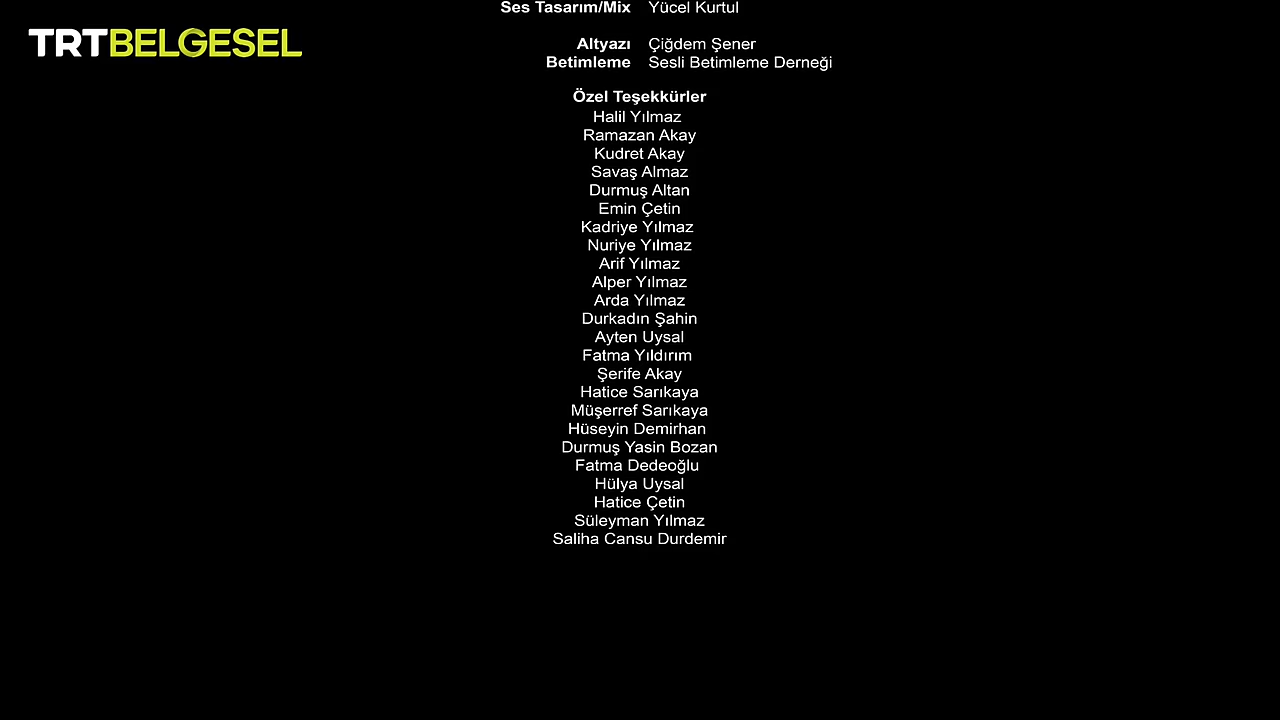 Ses Tasarım/Mix Yücel Kurtul
TRTBELGESEL
Altyazı Çiğdem Şener
Betimleme Sesli Betimleme Derneği
Özel Teşekkürler
Halil Yılmaz
Ramazan Akay
Kudret Akay
Savaş Almaz
Durmuş Altan
Emin Çetin
Kadriye Yılmaz
Nuriye Yılmaz
Arif Yılmaz
Alper Yılmaz
Arda Yılmaz
Durkadın Şahin
Ayten Uysal
Fatma Yıldırım
Şerife Akay
Hatice Sarıkaya
Müşerref Sarıkaya
Hüseyin Demirhan
Durmuş Yasin Bozan
Fatma Dedeoğlu
Hülya Uysal
Hatice Çetin
Süleyman Yılmaz
Saliha Cansu Durdemir